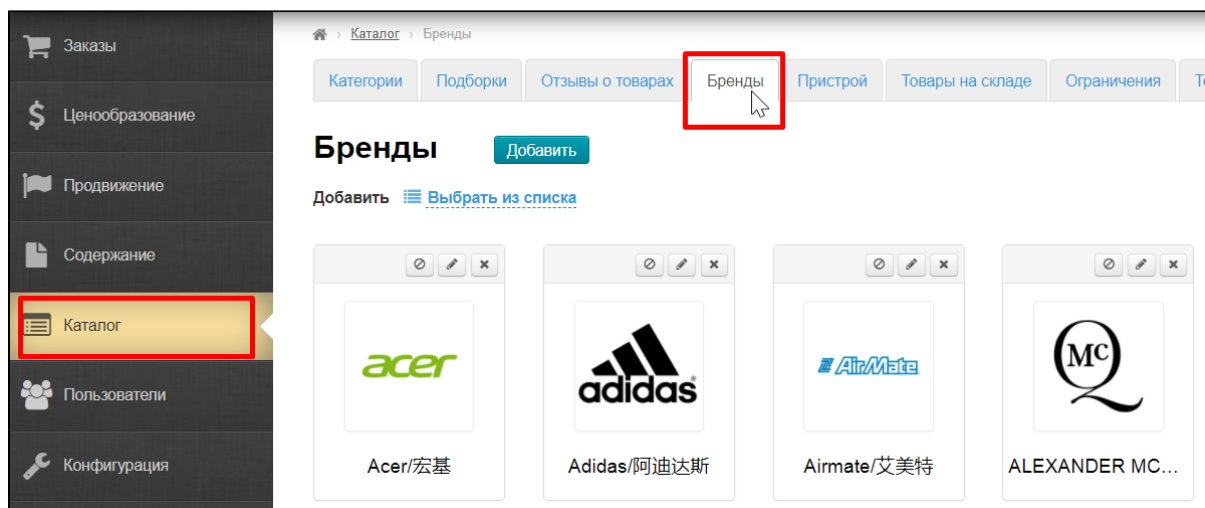 Заказы
Ценообразование
Продвижение
Содержание
Каталог
Пользователи
Конфигурация
› Каталог › Бренды
Категории Подборки Отзывы о товарах Бренды Пристрой Товары на складе Ограничения
Бренды Добавить
Добавить Выбрать из списка
acer
adidas
AirMate
McQ
Acer/宏基 Adidas/阿迪达斯 Airmate/艾美特 ALEXANDER MC...